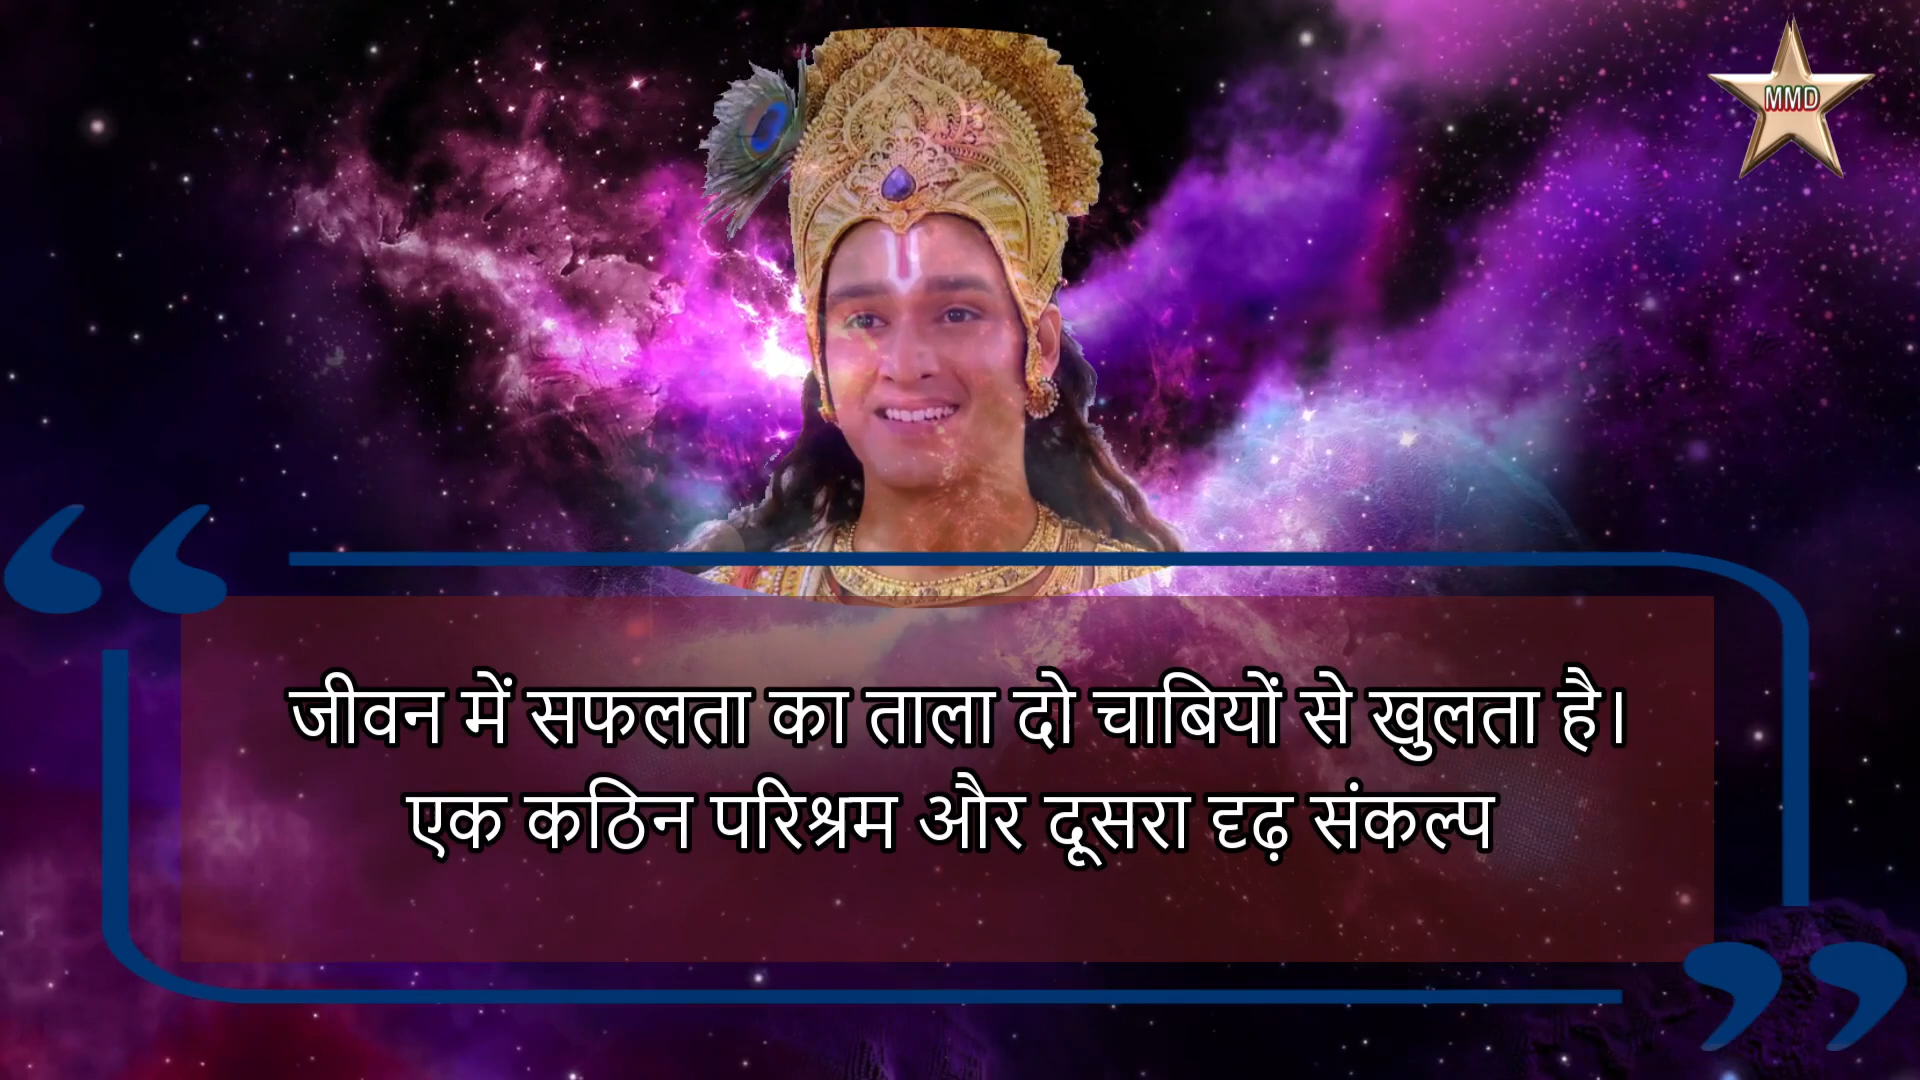 MMD
जीवन में सफलता का ताला दो चाबियों से खुलता है।
एक कठिन परिश्रम और दूसरा दृढ़ संकल्प